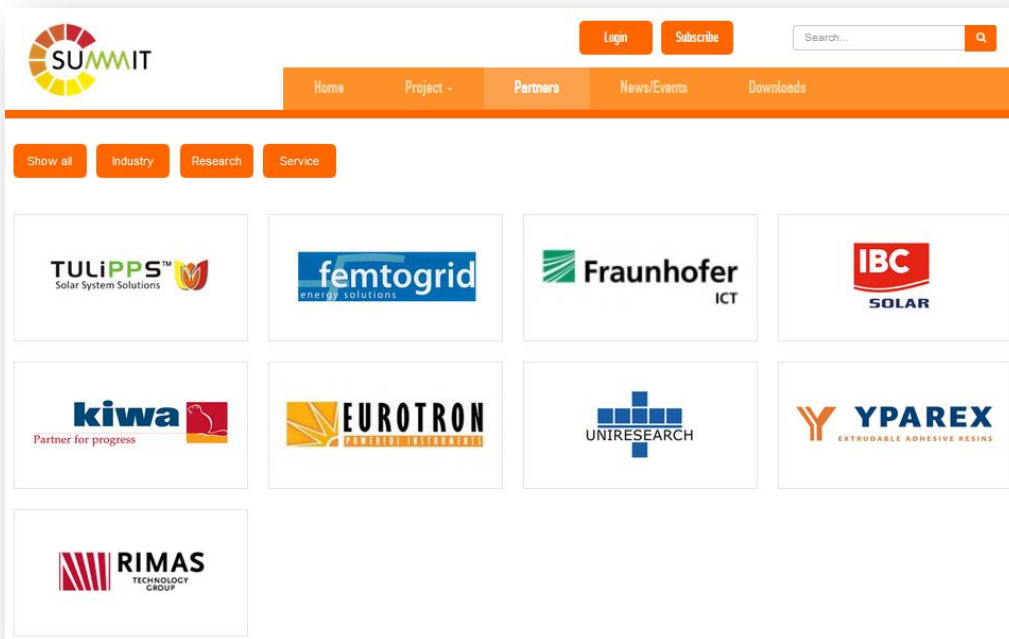 SUMMIT
Login
Subscribe
Search...
Home
Project
Partners
News/Events
Downloads
Show all
Industry
Research
Service
TULiPPS™
Solar System Solutions
femtogrid
energy solutions
Fraunhofer
ICT
IBC
SOLAR
kiwa
Partner for progress
EUROTRON
POWERFUL INSTRUMENTS
UNIRESEARCH
YPAREX
EXTRUDABLE ADHESIVE RESINS
RIMAS
TECHNOLOGY
GROUP